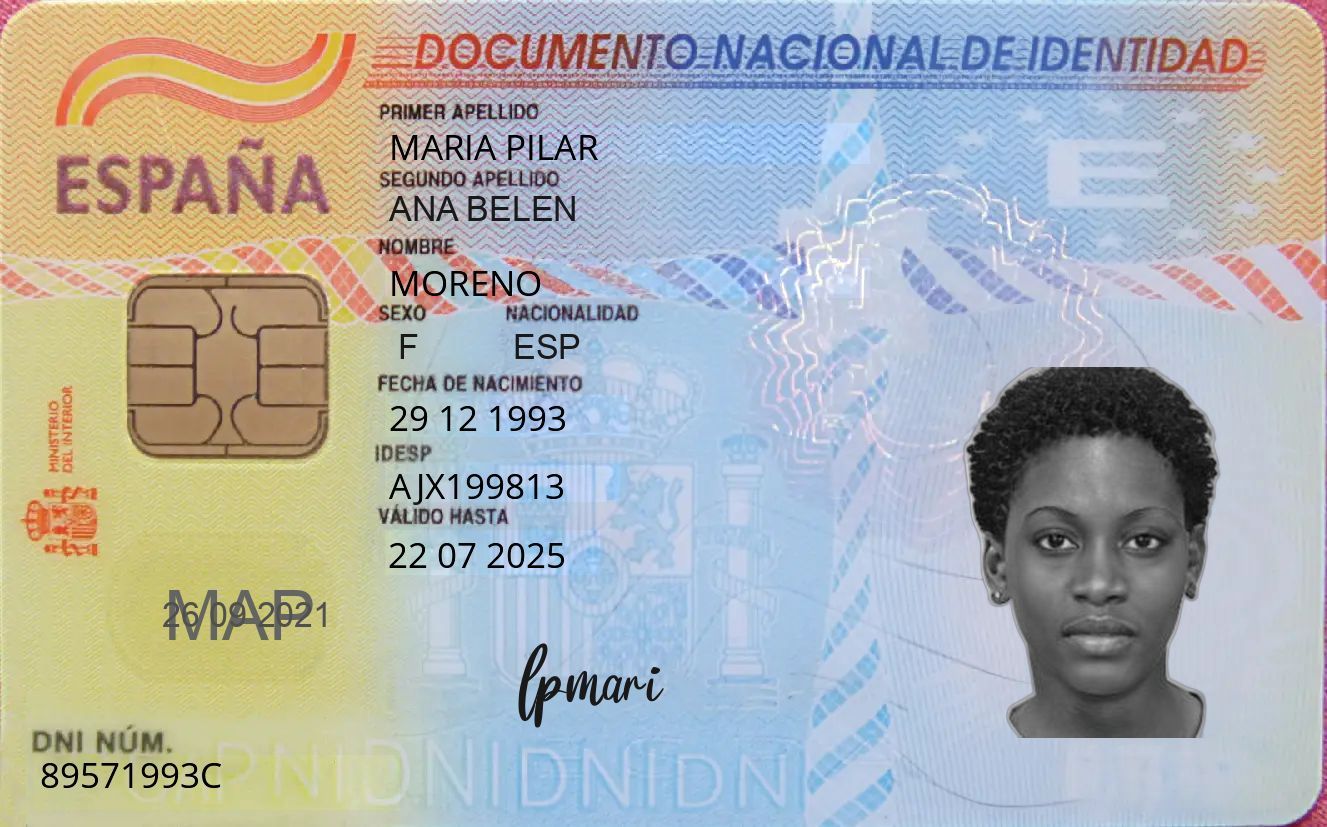 DOCUMENTO NACIONAL DE IDENTIDAD
ESPAÑA
PRIMER APELLIDO
MARIA PILAR
SEGUNDO APELLIDO
ANA BELEN
NOMBRE
MORENO
SEXO NACIONALIDAD
F ESP
FECHA DE NACIMIENTO
29 12 1993
IDESP
AJX199813
VÁLIDO HASTA
22 07 2025
MINISTERIO
DEL INTERIOR
E
MAP
26 09 2021
lpmari
DNI NÚM.
89571993C
DNIDNIDNIDN